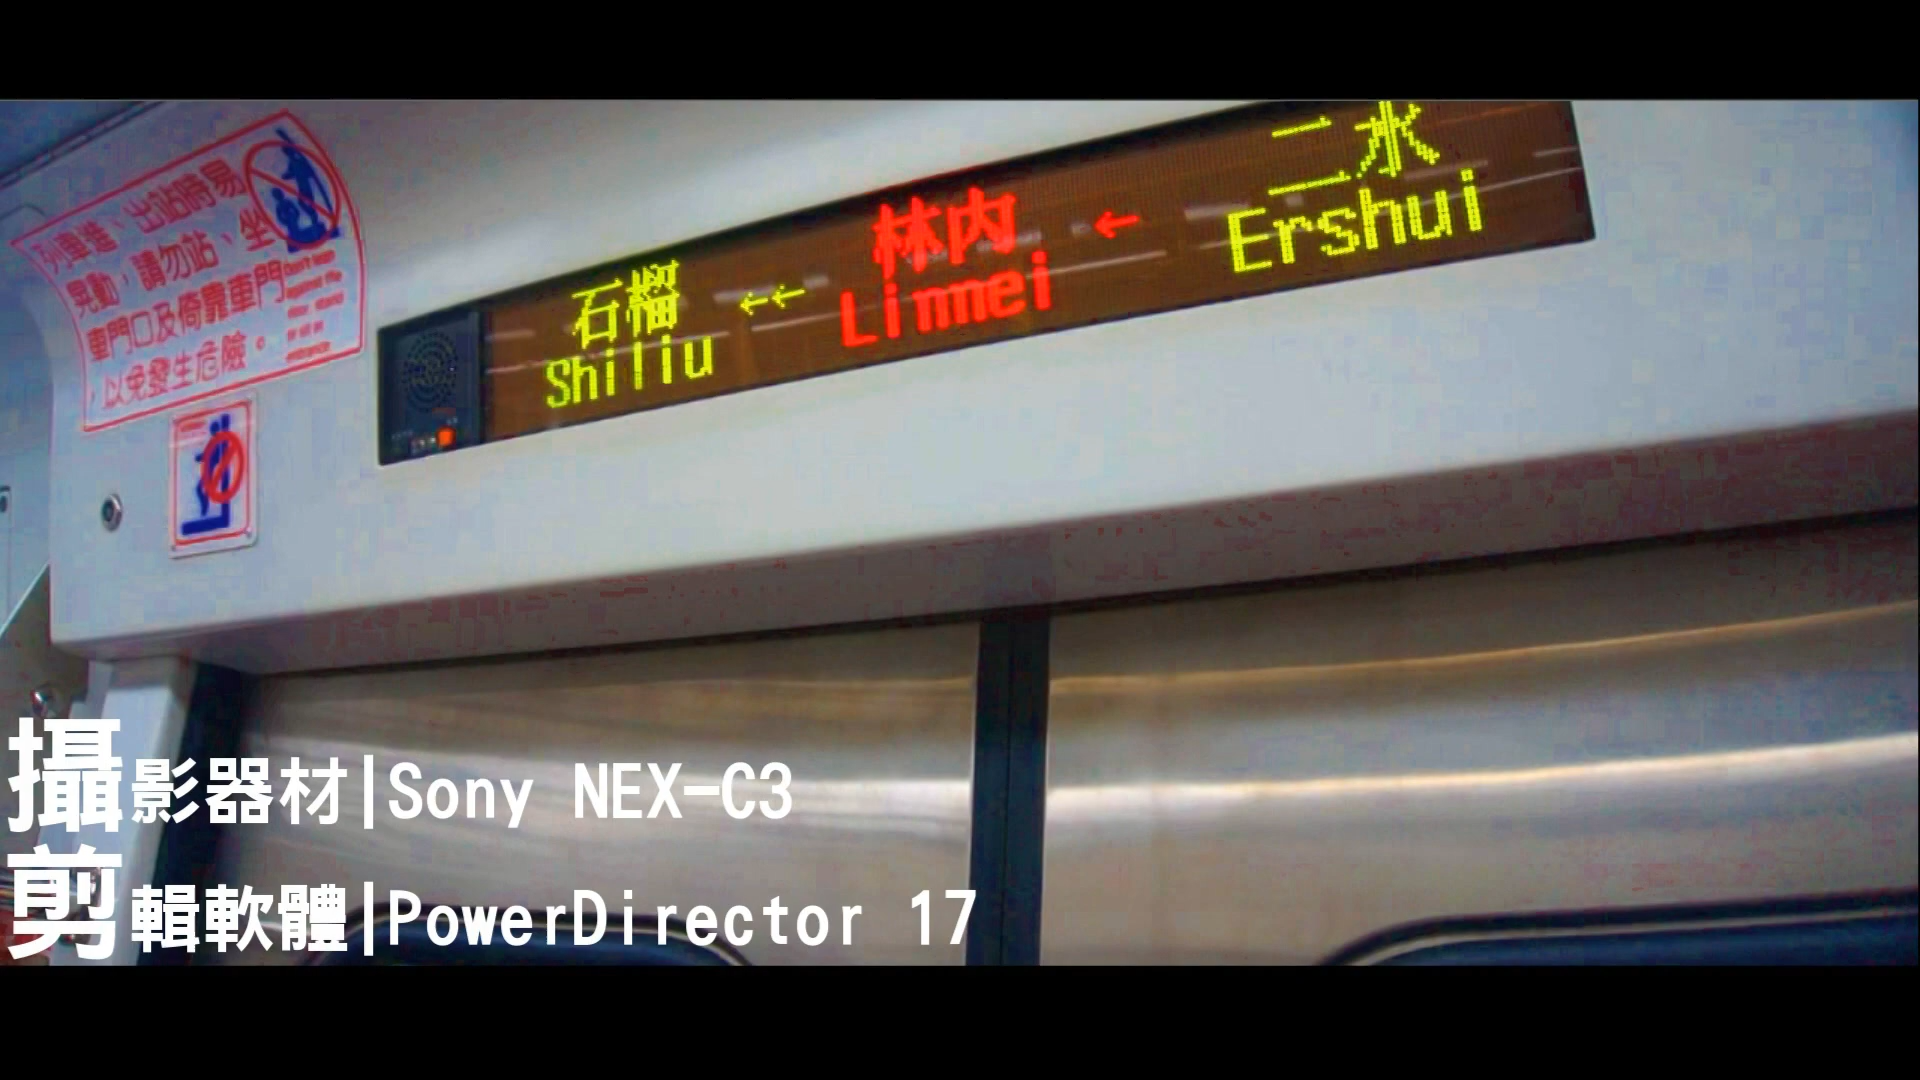 列車進、出站時易
晃動，請勿站、坐
車門口及倚靠車門
，以免發生危險。
二水
Ershui
←
林內
Linnei
←←
石榴
Shiliu
攝影器材|Sony NEX-C3
剪輯軟體|PowerDirector 17